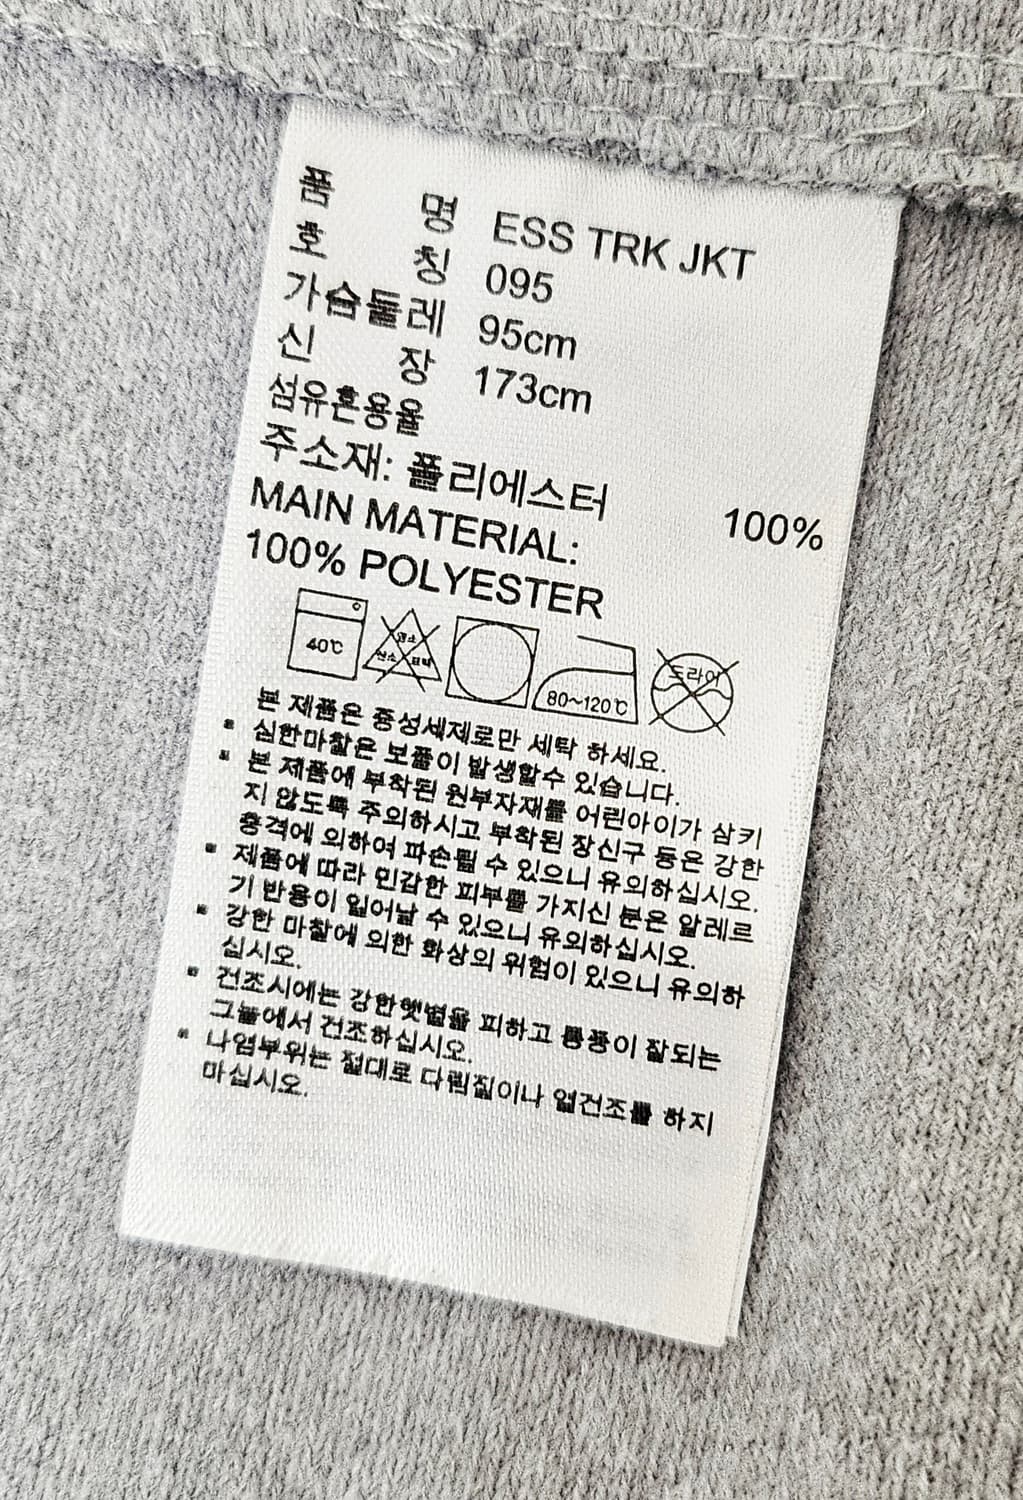 품 명 ESS TRK JKT
호 칭 095
가슴둘레 95cm
신 장 173cm
섬유혼용율
주소재: 폴리에스터 100%
MAIN MATERIAL:
100% POLYESTER
40℃ 염소 산소 표백 80~120℃ 드라이
본 제품은 중성세제로만 세탁 하세요.
▪ 심한마찰은 보풀이 발생할수 있습니다.
▪ 본 제품에 부착된 원부자재를 어린아이가 삼키
지 않도록 주의하시고 부착된 장신구 등은 강한
충격에 의하여 파손될 수 있으니 유의하십시오.
▪ 제품에 따라 민감한 피부를 가지신 분은 알레르
기 반응이 일어날 수 있으니 유의하십시오.
▪ 강한 마찰에 의한 화상의 위험이 있으니 유의하
십시오.
▪ 건조시에는 강한햇볕을 피하고 통풍이 잘되는
그늘에서 건조하십시오.
▪ 나염부위는 절대로 다림질이나 열건조를 하지
마십시오.